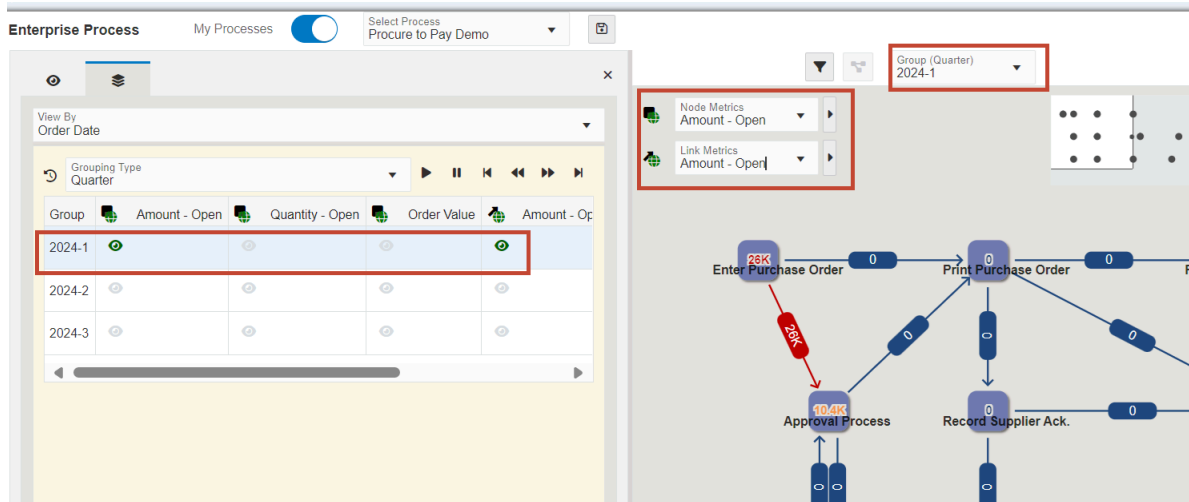 Enterprise Process
My Processes
Select Process
Procure to Pay Demo
View By
Order Date
Grouping Type
Quarter
Group Amount - Open Quantity - Open Order Value Amount - Op
2024-1
2024-2
2024-3
Group (Quarter)
2024-1
Node Metrics
Amount - Open
Link Metrics
Amount - Open
26K
Enter Purchase Order
0
0
Print Purchase Order
0
26K
0
0
0
10.4K
Approval Process
0
Record Supplier Ack.
0
0
0
0